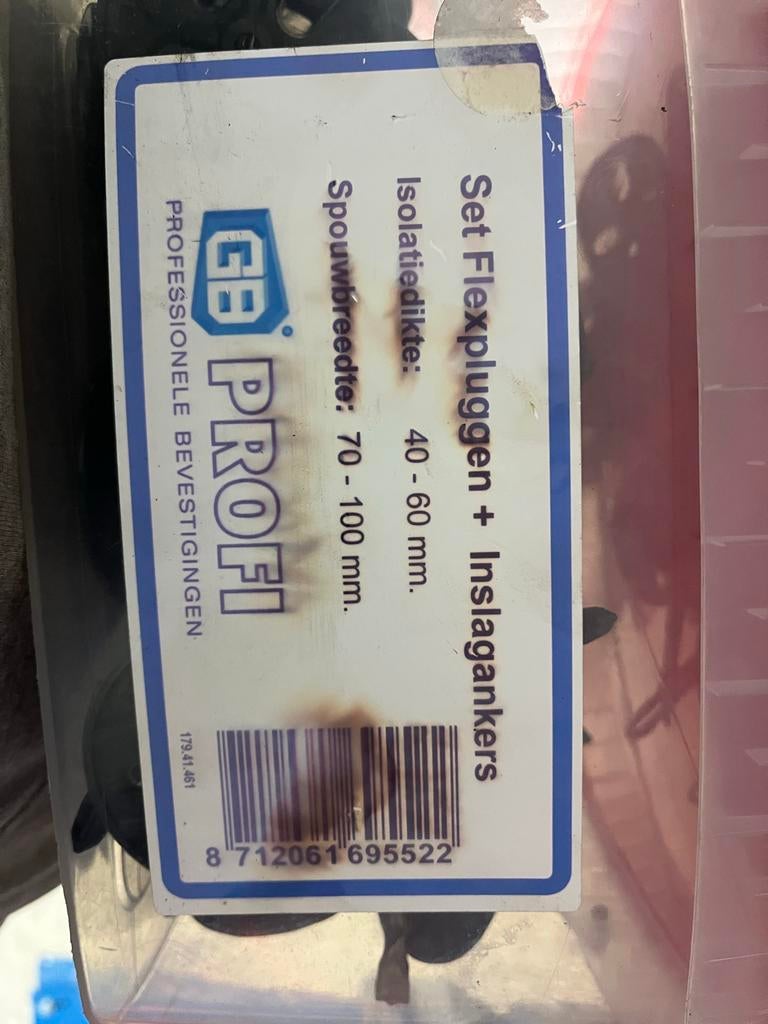 Set Flexpluggen + Inslagankers
Isolatiedikte: 40 - 60 mm.
Spouwbreedte: 70 - 100 mm.
GB PROFI
PROFESSIONELE BEVESTIGINGEN
179.41.461
8 712061 695522